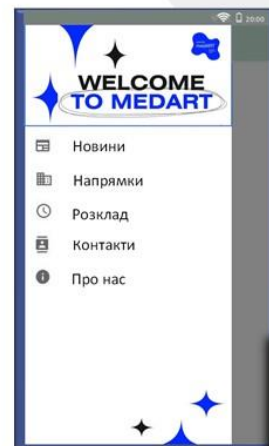 20:00
WELCOME
TO MEDART
Новини
Напрямки
Розклад
Контакти
Про нас